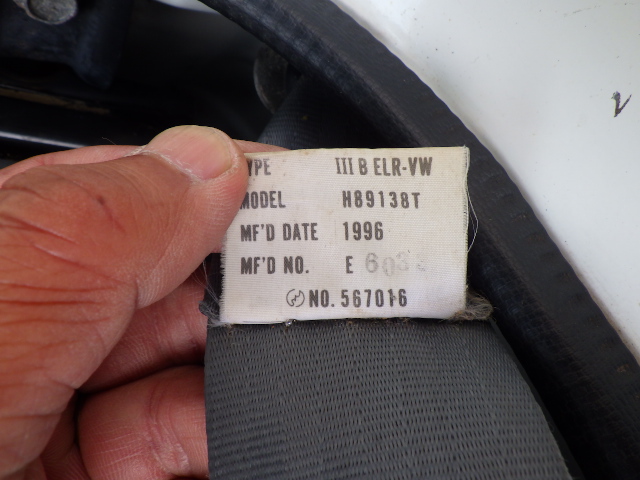 YPE III B ELR-VW
MODEL H89138T
MF'D DATE 1996
MF'D NO. E
NO. 567016